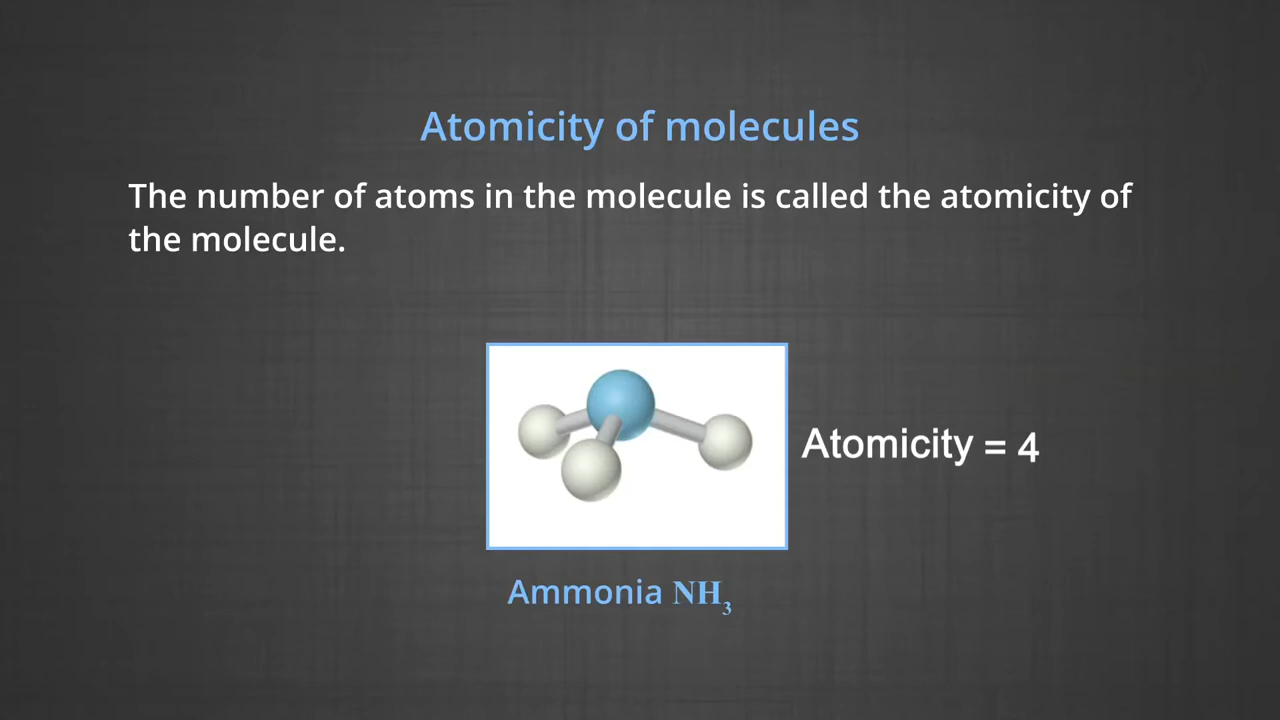 Atomicity of molecules
The number of atoms in the molecule is called the atomicity of
the molecule.
Atomicity = 4
Ammonia NH₃